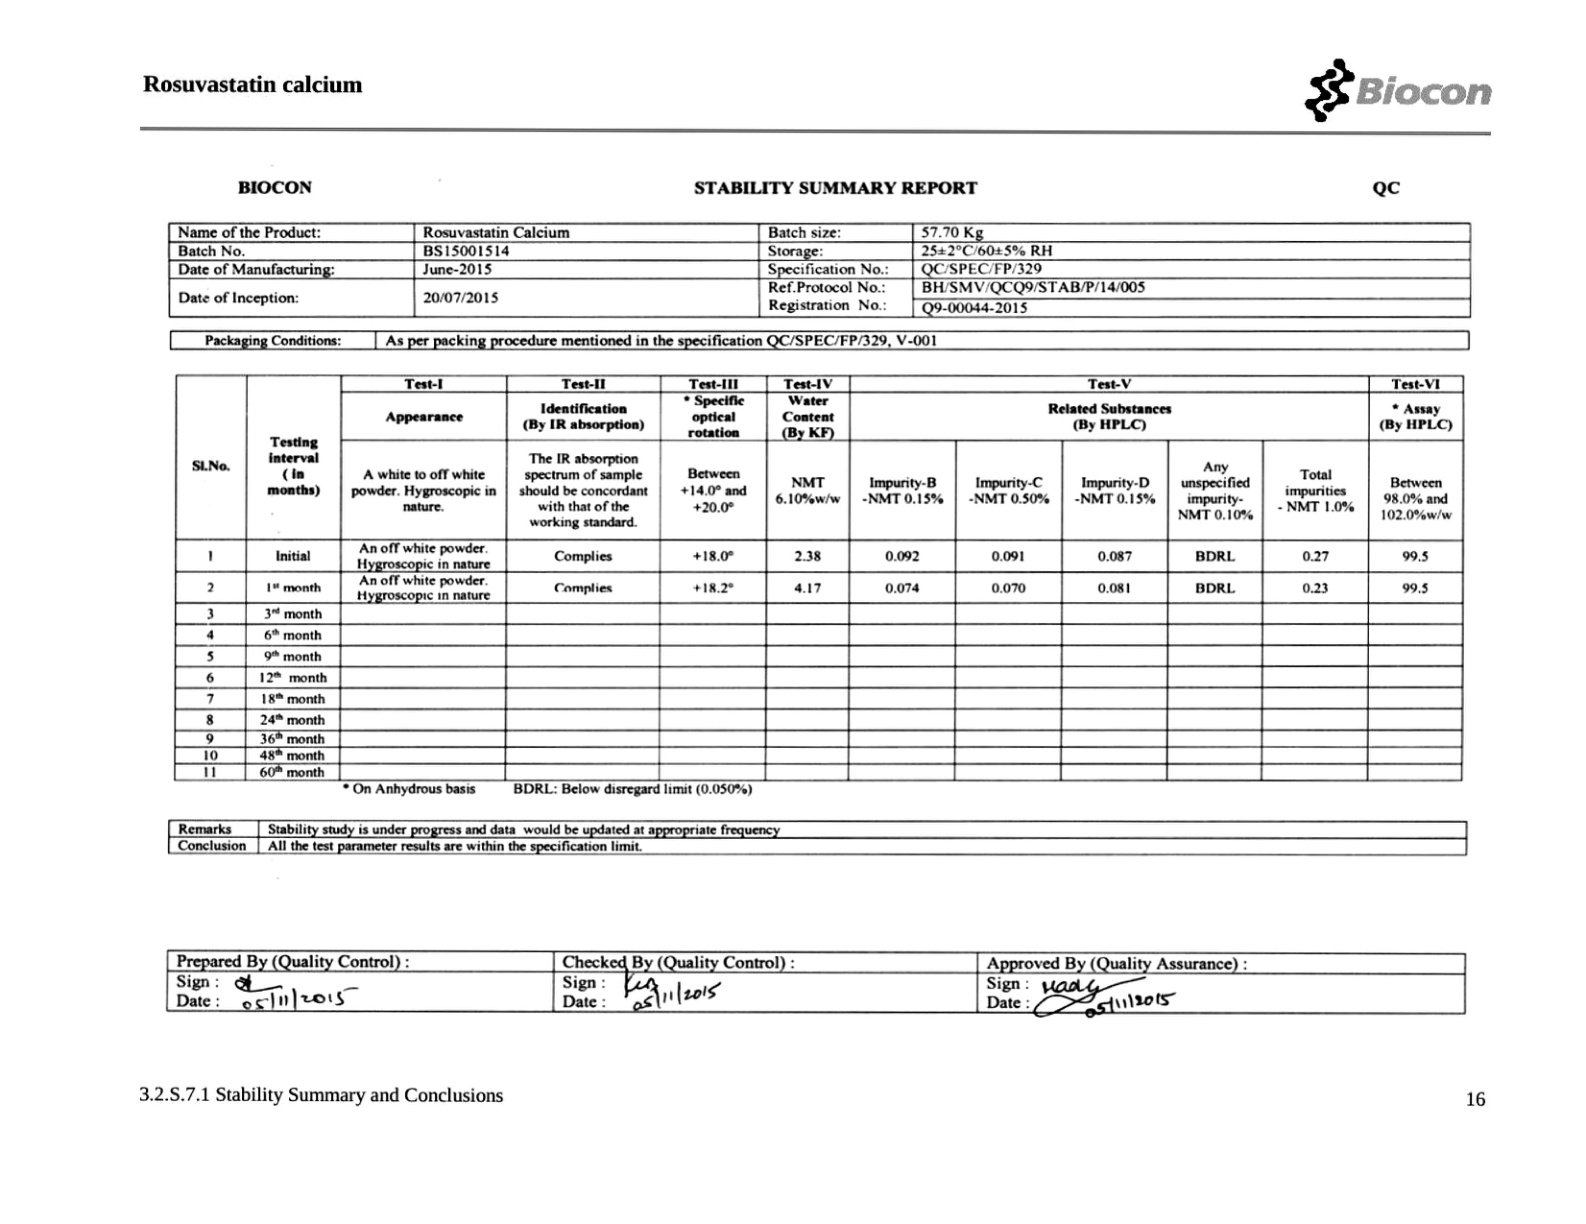 Rosuvastatin calcium
Biocon
BIOCON STABILITY SUMMARY REPORT QC
Name of the Product: Rosuvastatin Calcium Batch size: 57.70 Kg
Batch No. BS15001514 Storage: 25±2°C/60±5% RH
Date of Manufacturing: June-2015 Specification No.: QC/SPEC/FP/329
Date of Inception: 20/07/2015 Ref.Protocol No.: BH/SMV/QCQ9/STAB/P/14/005
Registration No.: Q9-00044-2015
Packaging Conditions: As per packing procedure mentioned in the specification QC/SPEC/FP/329, V-001
Sl.No.
Testing
interval
( in
months)
Test-I Test-II Test-III Test-IV Test-V Test-VI
Appearance
Identification
(By IR absorption)
* Specific
optical
rotation
Water
Content
(By KF)
Related Substances
(By HPLC)
* Assay
(By HPLC)
A white to off white
powder. Hygroscopic in
nature.
The IR absorption
spectrum of sample
should be concordant
with that of the
working standard.
Between
+14.0° and
+20.0°
NMT
6.10%w/w
Impurity-B
-NMT 0.15%
Impurity-C
-NMT 0.50%
Impurity-D
-NMT 0.15%
Any
unspecified
impurity-
NMT 0.10%
Total
impurities
- NMT 1.0%
Between
98.0% and
102.0%w/w
1 Initial An off white powder.
Hygroscopic in nature Complies +18.0° 2.38 0.092 0.091 0.087 BDRL 0.27 99.5
2 1st month An off white powder.
Hygroscopic in nature Complies +18.2° 4.17 0.074 0.070 0.081 BDRL 0.23 99.5
3 3rd month
4 6th month
5 9th month
6 12th month
7 18th month
8 24th month
9 36th month
10 48th month
11 60th month
* On Anhydrous basis BDRL: Below disregard limit (0.050%)
Remarks Stability study is under progress and data would be updated at appropriate frequency
Conclusion All the test parameter results are within the specification limit.
Prepared By (Quality Control) : Checked By (Quality Control) : Approved By (Quality Assurance) :
Sign : Sign : Sign :
Date : 05/11/2015 Date : 05/11/2015 Date : 05/11/2015
3.2.S.7.1 Stability Summary and Conclusions 16